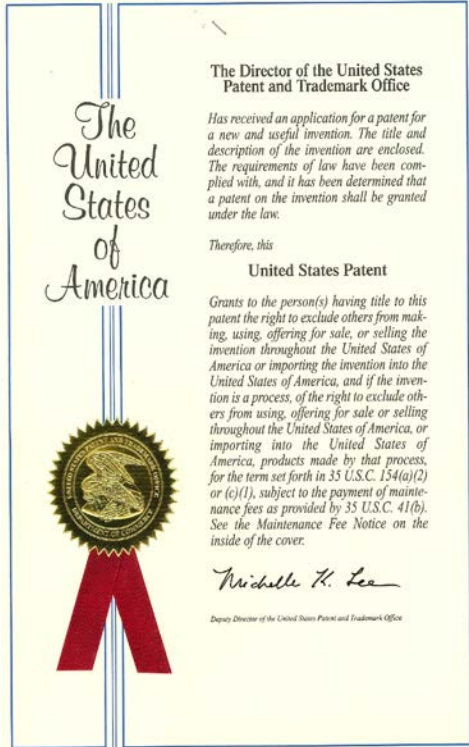 The
United
States
of
America
The Director of the United States
Patent and Trademark Office
Has received an application for a patent for
a new and useful invention. The title and
description of the invention are enclosed.
The requirements of law have been com-
plied with, and it has been determined that
a patent on the invention shall be granted
under the law.
Therefore, this
United States Patent
Grants to the person(s) having title to this
patent the right to exclude others from mak-
ing, using, offering for sale, or selling the
invention throughout the United States of
America or importing the invention into the
United States of America, and if the inven-
tion is a process, of the right to exclude oth-
ers from using, offering for sale or selling
throughout the United States of America, or
importing into the United States of
America, products made by that process,
for the term set forth in 35 U.S.C. 154(a)(2)
or (c)(1), subject to the payment of mainte-
nance fees as provided by 35 U.S.C. 41(b).
See the Maintenance Fee Notice on the
inside of the cover.
Michelle K. Lee
Deputy Director of the United States Patent and Trademark Office
UNITED STATES PATENT AND TRADEMARK OFFICE
DEPARTMENT OF COMMERCE